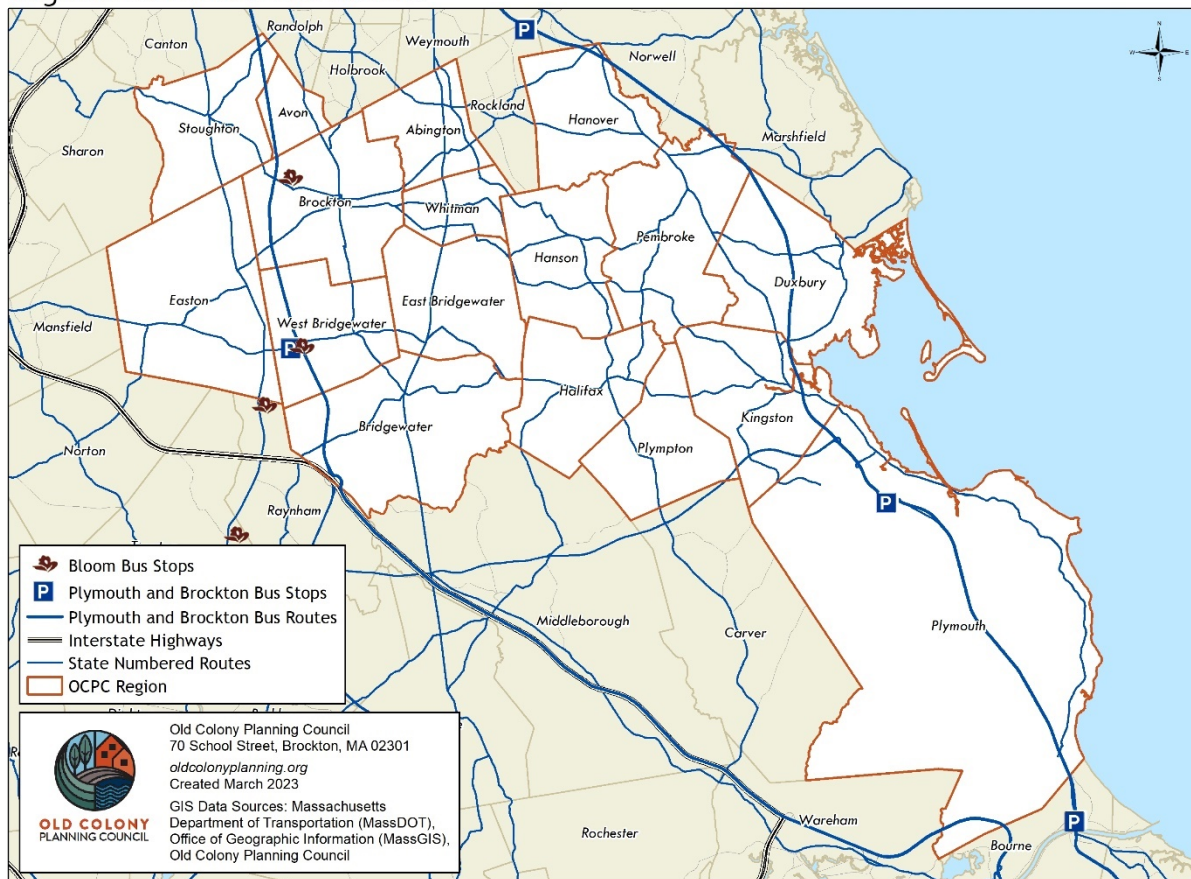 Randolph
Canton
Weymouth
P
N
W
E
S
Norwell
Holbrook
Rockland
Avon
Hanover
Stoughton
Abington
Marshfield
Sharon
Brockton
Whitman
Pembroke
Hanson
Duxbury
Easton
East Bridgewater
West Bridgewater
Mansfield
P
Halifax
Kingston
Bridgewater
Norton
Plympton
Raynham
P
Bloom Bus Stops
P Plymouth and Brockton Bus Stops
Plymouth and Brockton Bus Routes
Interstate Highways
State Numbered Routes
OCPC Region
Middleborough
Carver
Plymouth
Old Colony Planning Council
70 School Street, Brockton, MA 02301
oldcolonyplanning.org
Created March 2023
GIS Data Sources: Massachusetts
Department of Transportation (MassDOT),
Office of Geographic Information (MassGIS),
Old Colony Planning Council
OLD COLONY
PLANNING COUNCIL
Wareham
P
Rochester
Bourne